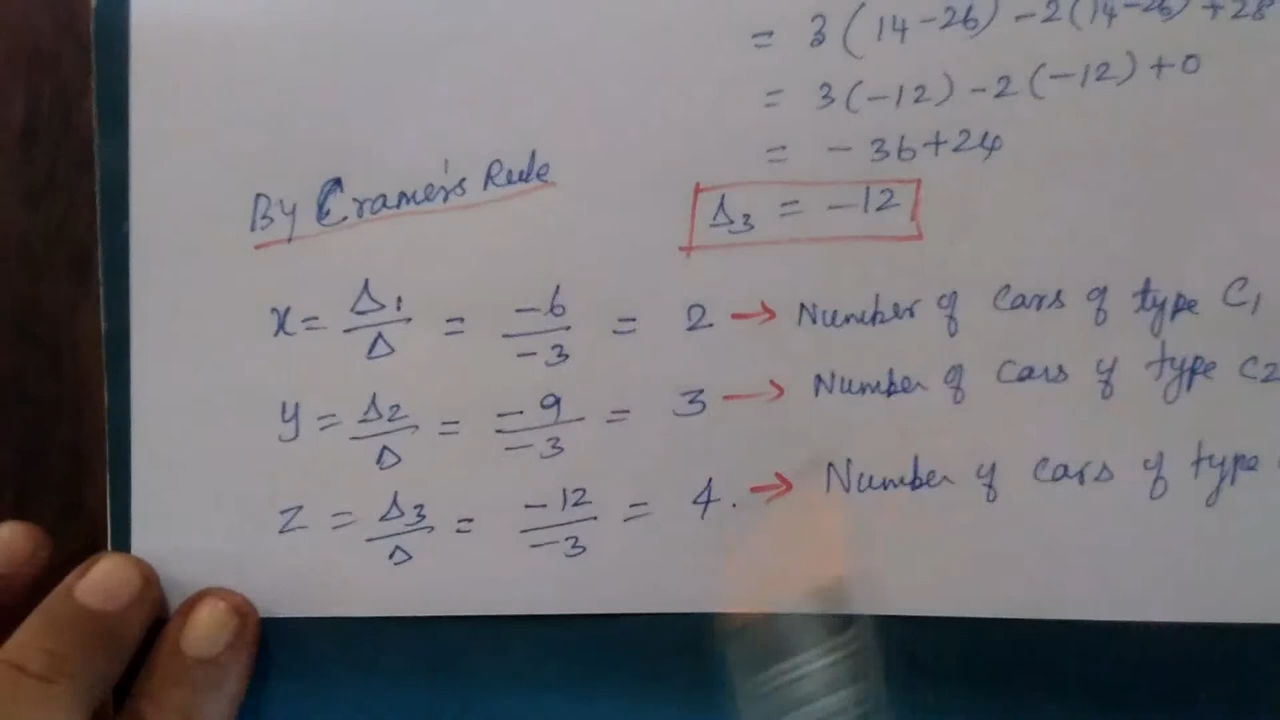 = 3(14-26) -2(14-26) +28
= 3(-12) -2(-12)+0
= -36+24
Δ3 = -12
By Cramer's Rule
x = Δ1/Δ = -6/-3 = 2 → Number of cars of type C1
y = Δ2/Δ = -9/-3 = 3 → Number of cars of type C2
z = Δ3/Δ = -12/-3 = 4. → Number of cars of type